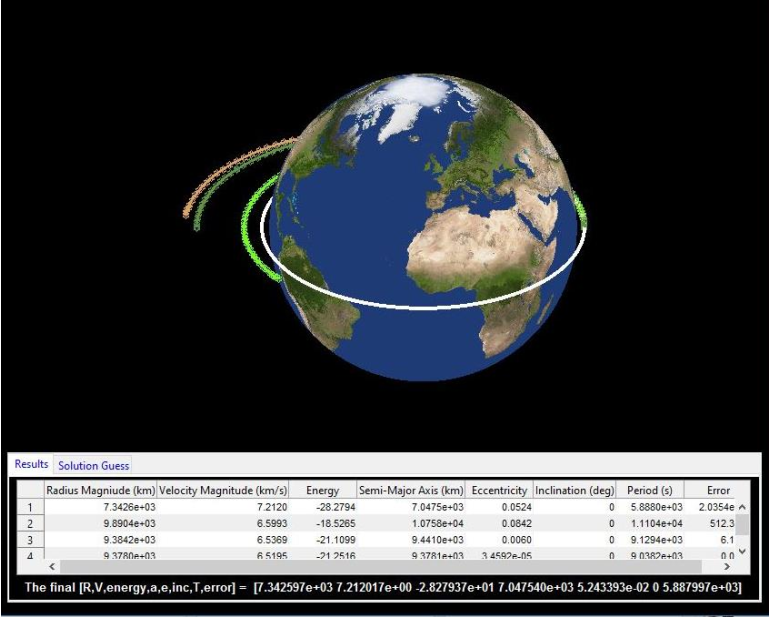 Results Solution Guess
Radius Magniude (km) Velocity Magnitude (km/s) Energy Semi-Major Axis (km) Eccentricity Inclination (deg) Period (s) Error
1 7.3426e+03 7.2120 -28.2794 7.0475e+03 0.0524 0 5.8880e+03 2.0354e
2 9.8904e+03 6.5993 -18.5265 1.0758e+04 0.0842 0 1.1104e+04 512.3
3 9.3842e+03 6.5369 -21.1099 9.4410e+03 0.0060 0 9.1294e+03 6.1
4 9.3780e+03 6.5195 -21.2516 9.3781e+03 3.4592e-05 0 9.0382e+03 0.0
The final [R,V,energy,a,e,inc,T,error] = [7.342597e+03 7.212017e+00 -2.827937e+01 7.047540e+03 5.243393e-02 0 5.887997e+03]